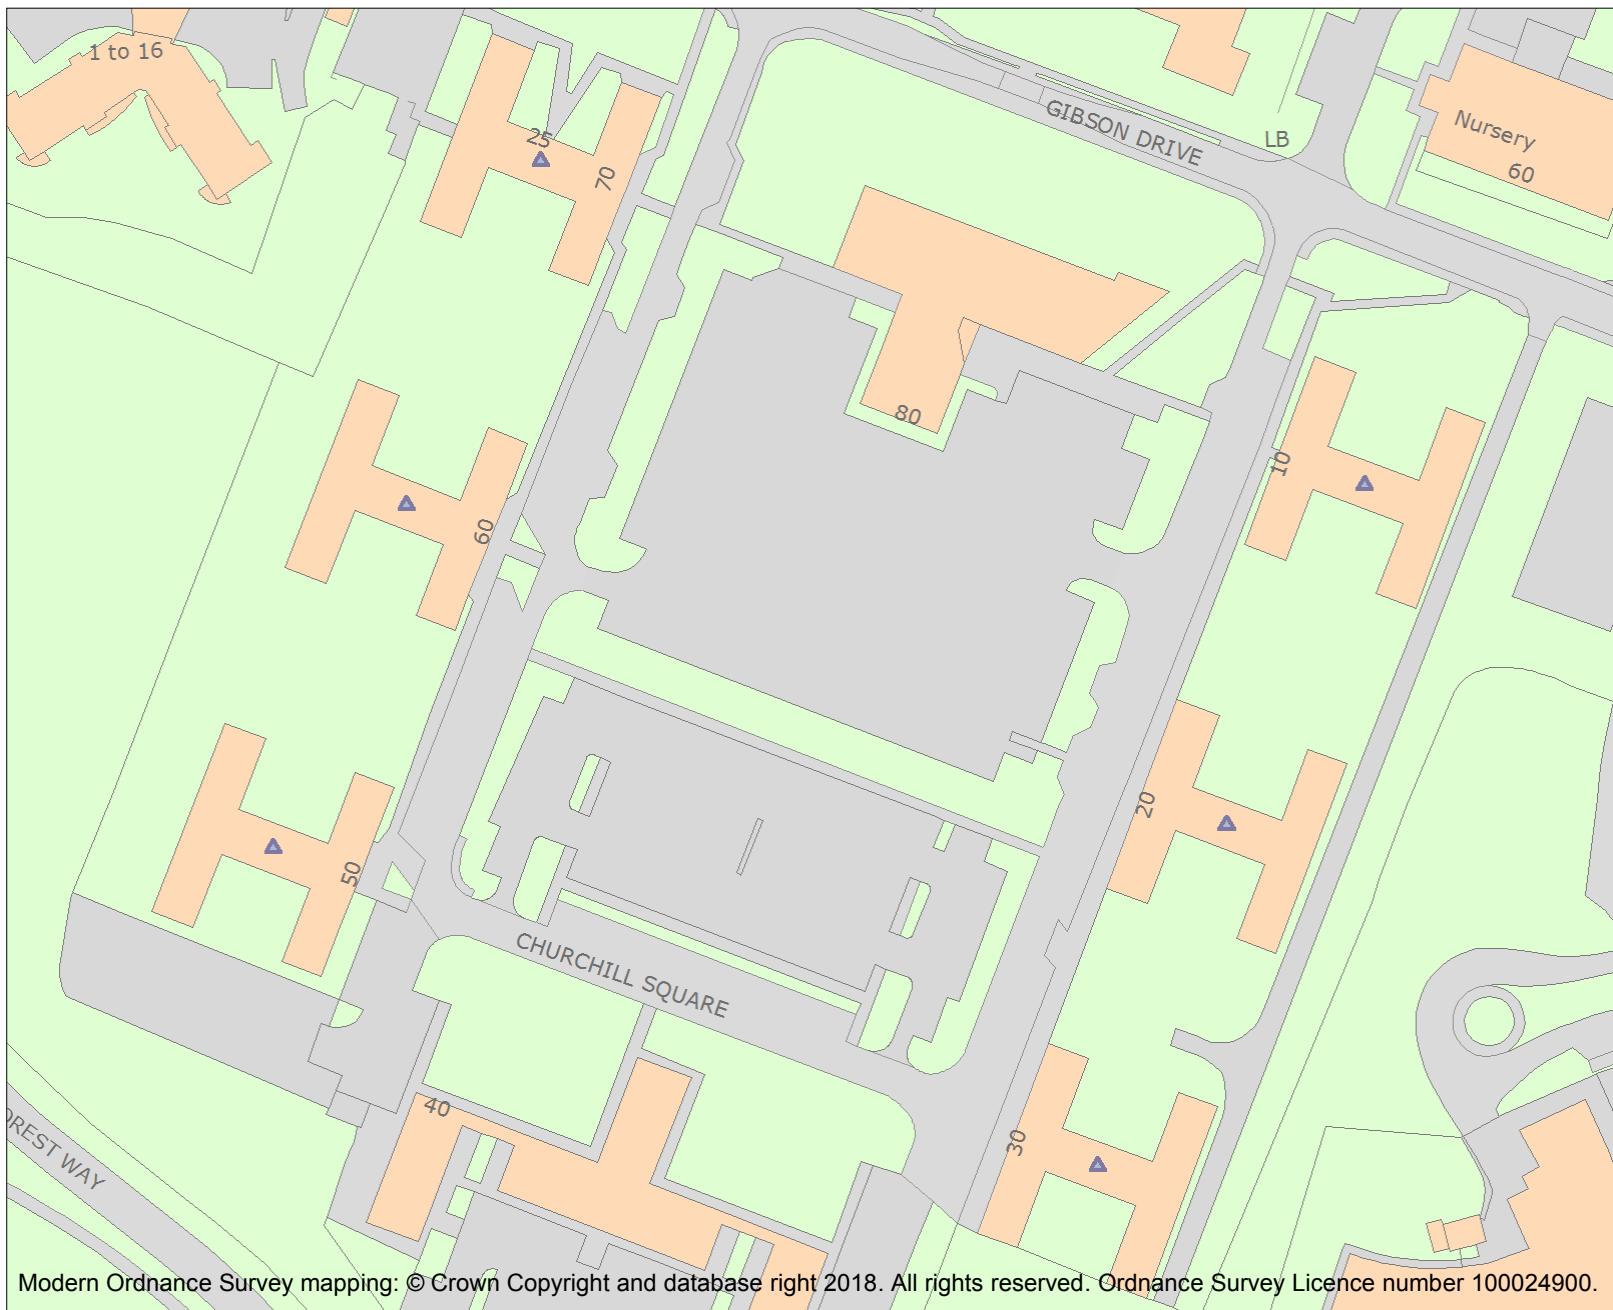 1 to 16
25
70
GIBSON DRIVE
LB
Nursery
60
80
10
60
20
50
CHURCHILL SQUARE
40
30
OREST WAY
Modern Ordnance Survey mapping: © Crown Copyright and database right 2018. All rights reserved. Ordnance Survey Licence number 100024900.